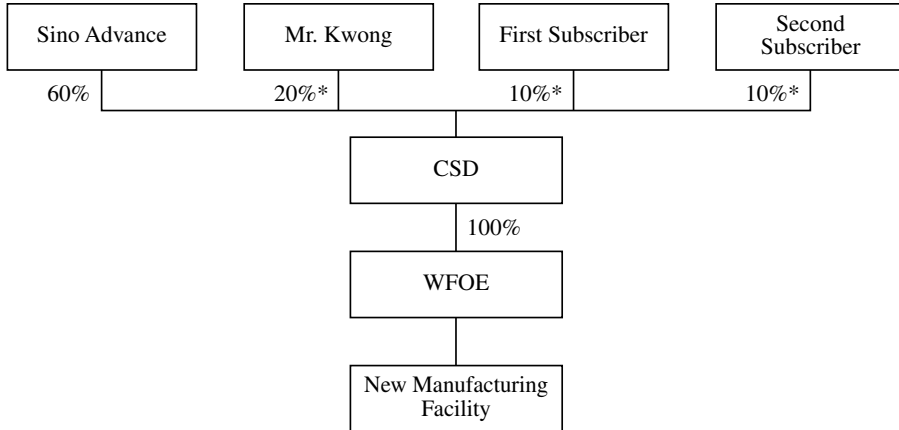 Sino Advance
Mr. Kwong
First Subscriber
Second
Subscriber
60%
20%*
10%*
10%*
CSD
100%
WFOE
New Manufacturing
Facility